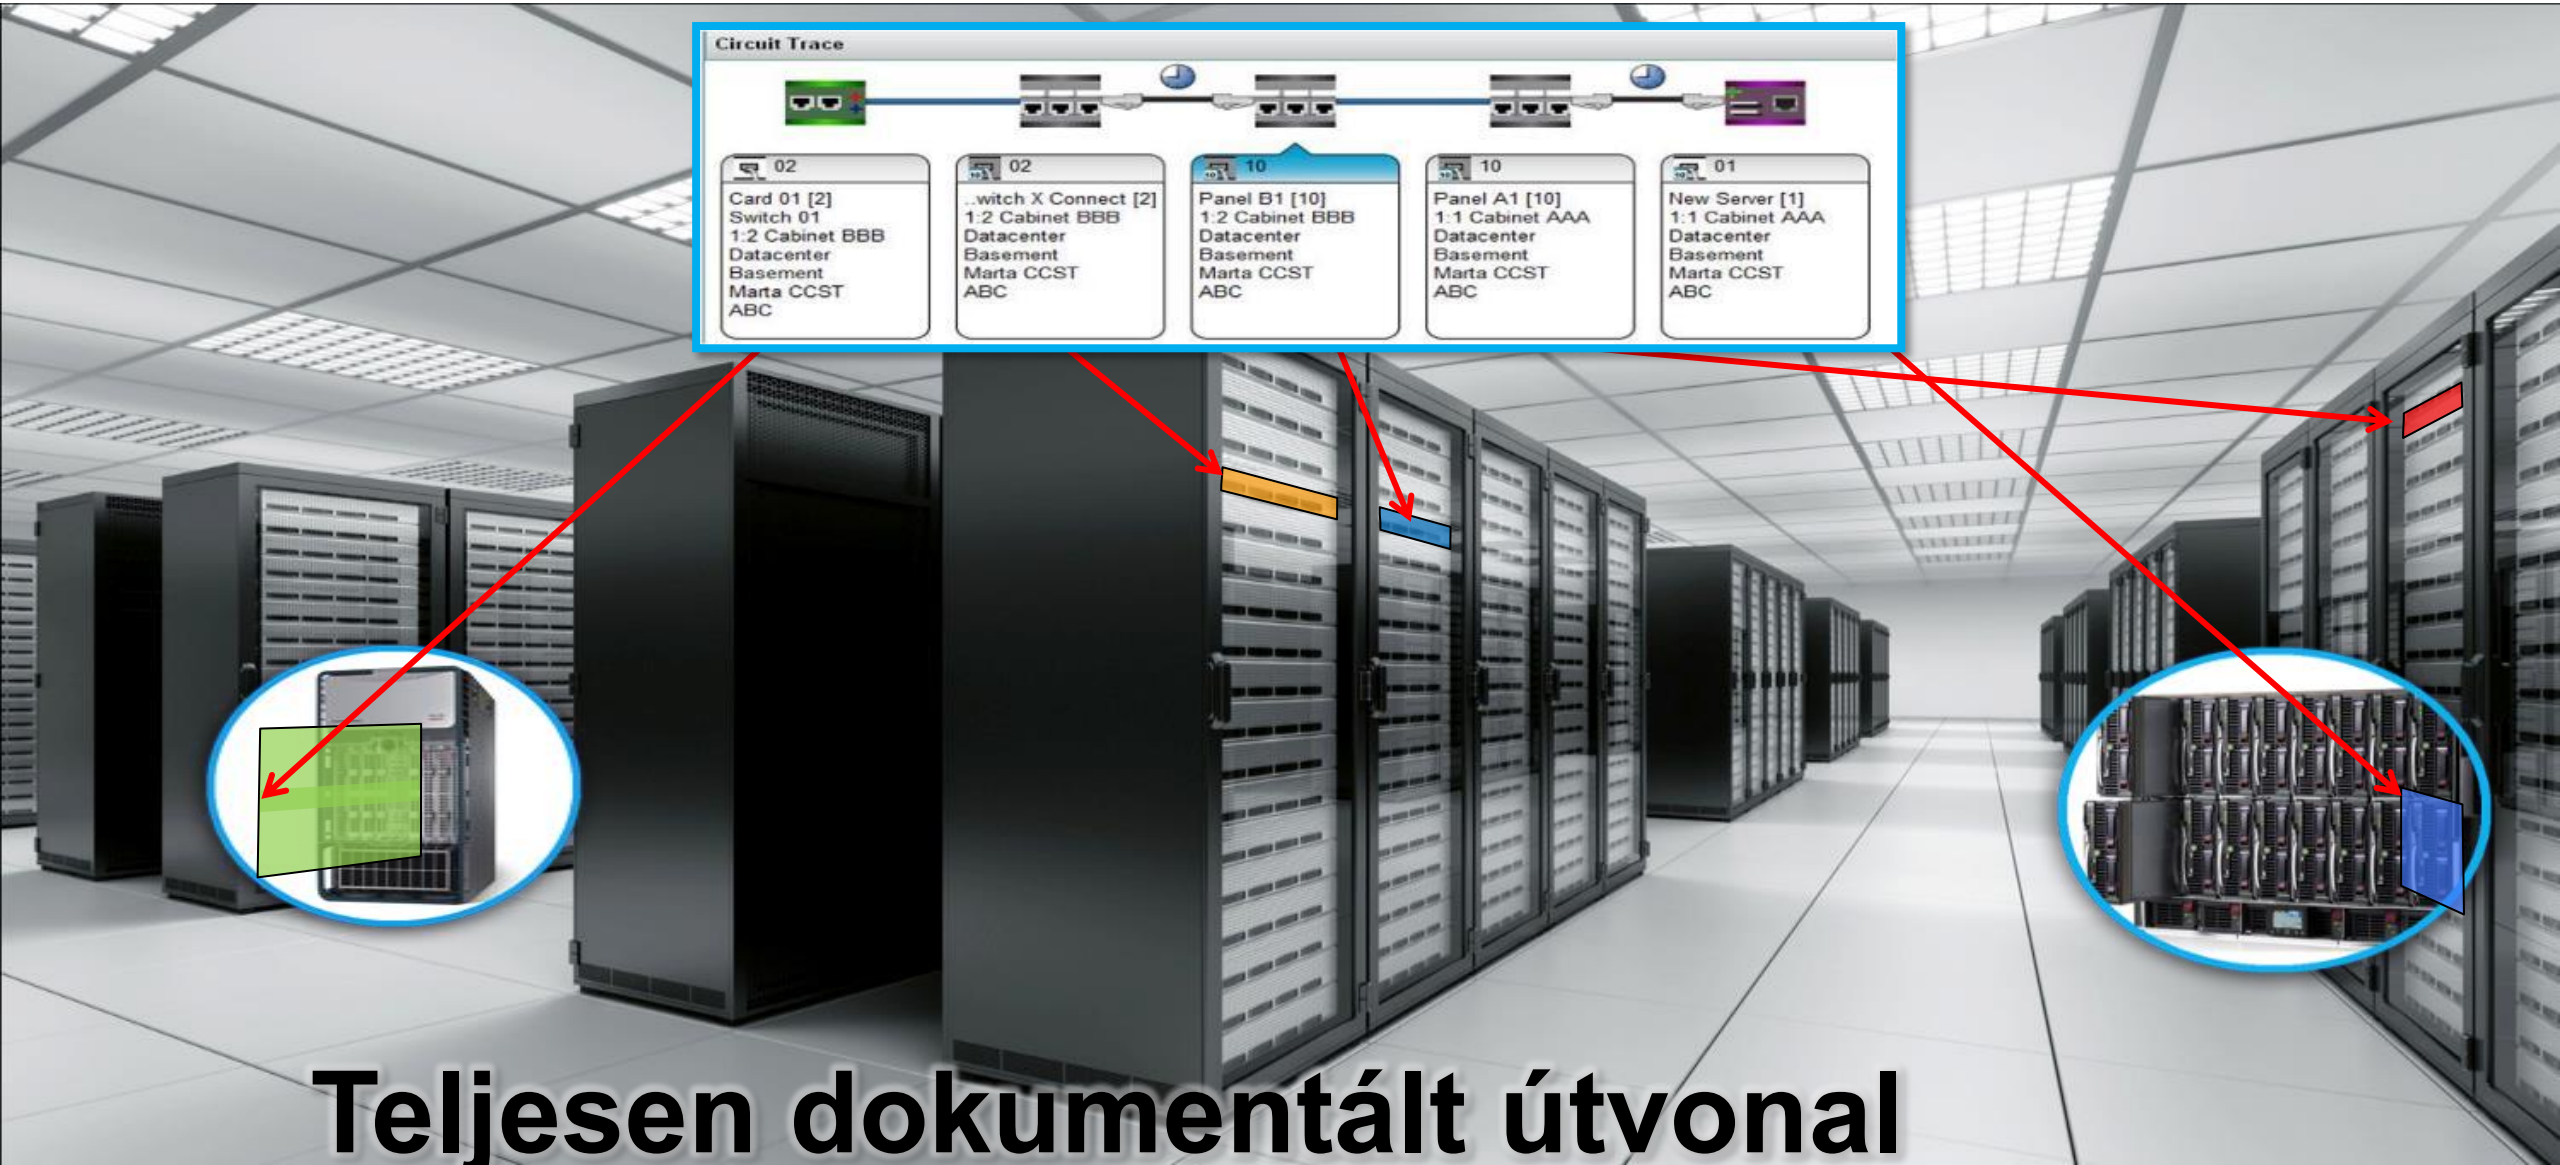 Circuit Trace
02
Card 01 [2]
Switch 01
1:2 Cabinet BBB
Datacenter
Basement
Marta CCST
ABC
02
..witch X Connect [2]
1:2 Cabinet BBB
Datacenter
Basement
Marta CCST
ABC
10
Panel B1 [10]
1:2 Cabinet BBB
Datacenter
Basement
Marta CCST
ABC
10
Panel A1 [10]
1:1 Cabinet AAA
Datacenter
Basement
Marta CCST
ABC
01
New Server [1]
1:1 Cabinet AAA
Datacenter
Basement
Marta CCST
ABC
Teljesen dokumentált útvonal